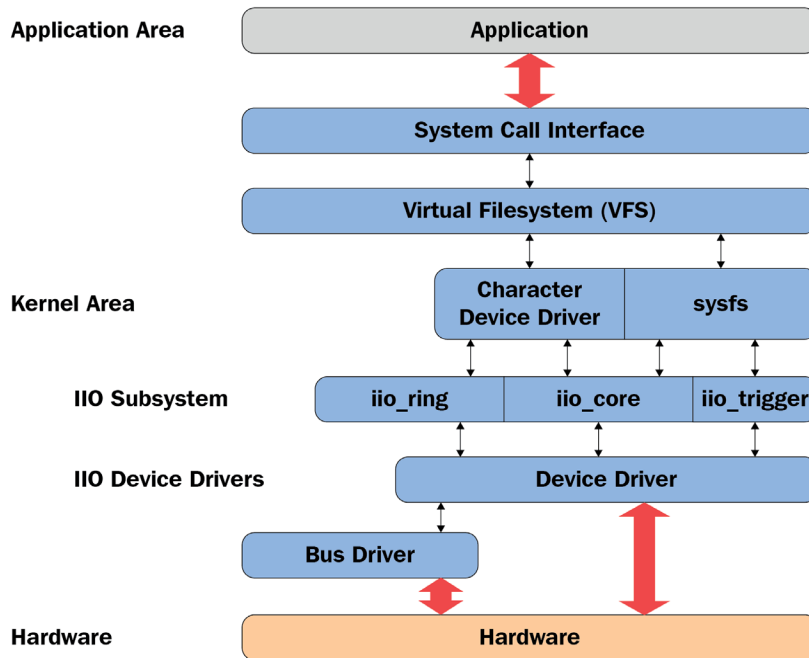 Application Area
Application
System Call Interface
Virtual Filesystem (VFS)
Kernel Area
Character
Device Driver
sysfs
IIO Subsystem
iio_ring
iio_core
iio_trigger
IIO Device Drivers
Device Driver
Bus Driver
Hardware
Hardware